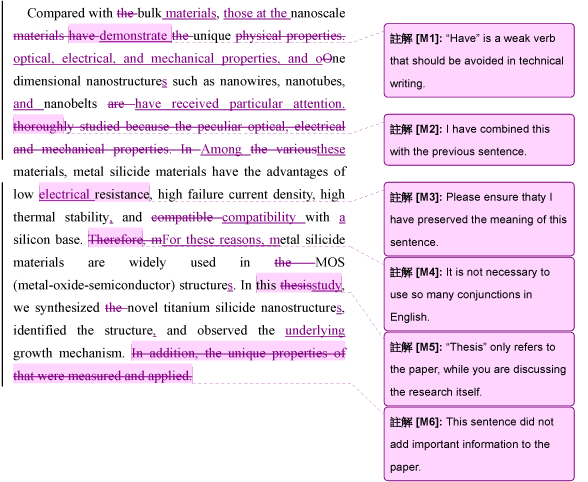 Compared with the bulk materials, those at the nanoscale
materials have demonstrate the unique physical properties.
optical, electrical, and mechanical properties, and oOne
dimensional nanostructures such as nanowires, nanotubes,
and nanobelts are have received particular attention.
thoroughly studied because the peculiar optical, electrical
and mechanical properties. In Among the variousthese
materials, metal silicide materials have the advantages of
low electrical resistance, high failure current density, high
thermal stability, and compatible compatibility with a
silicon base. Therefore, mFor these reasons, metal silicide
materials are widely used in the MOS
(metal-oxide-semiconductor) structures. In this thesisstudy,
we synthesized the novel titanium silicide nanostructures,
identified the structure, and observed the underlying
growth mechanism. In addition, the unique properties of
that were measured and applied.
註解 [M1]: “Have” is a weak verb
that should be avoided in technical
writing.
註解 [M2]: I have combined this
with the previous sentence.
註解 [M3]: Please ensure thaty I
have preserved the meaning of this
sentence.
註解 [M4]: It is not necessary to
use so many conjunctions in
English.
註解 [M5]: “Thesis” only refers to
the paper, while you are discussing
the research itself.
註解 [M6]: This sentence did not
add important information to the
paper.